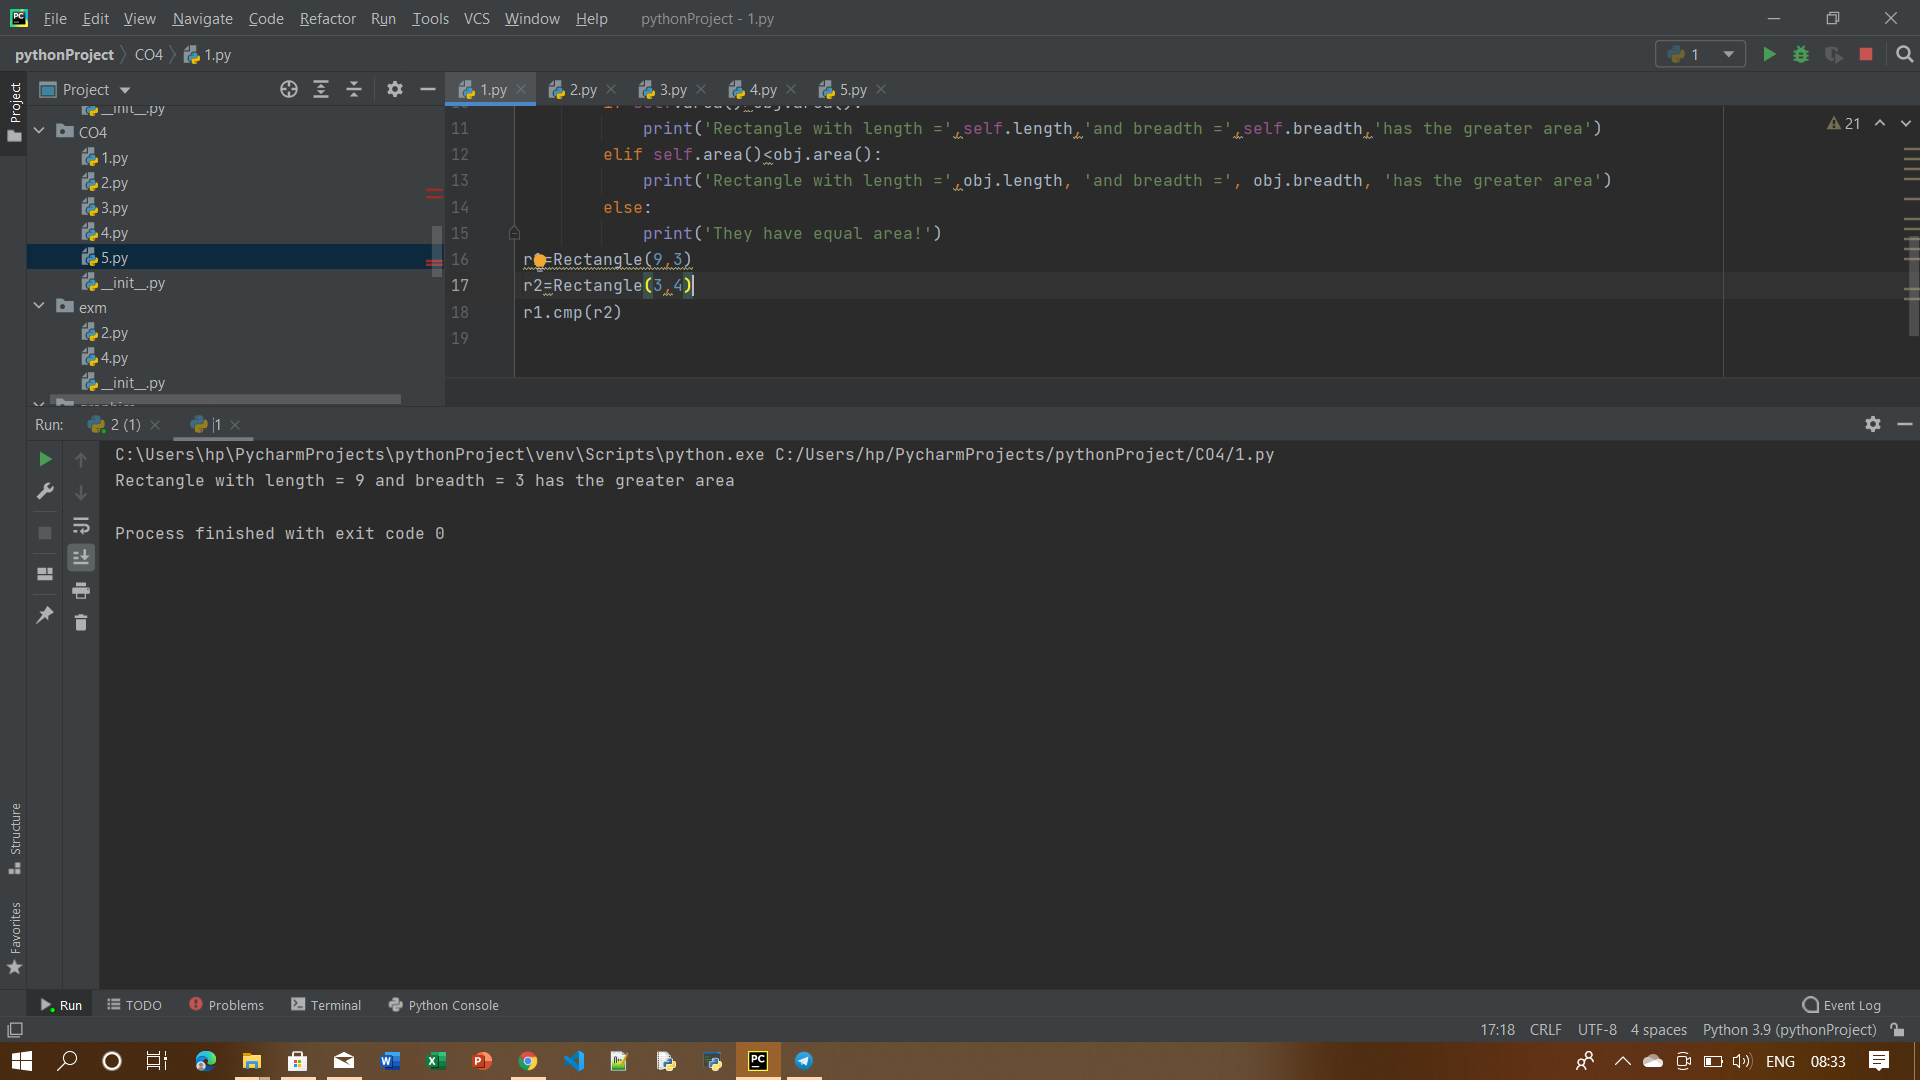 File Edit View Navigate Code Refactor Run Tools VCS Window Help pythonProject - 1.py
pythonProject CO4 1.py
1
Project
1.py 2.py 3.py 4.py 5.py
Project
__init__.py
CO4
1.py
2.py
3.py
4.py
5.py
__init__.py
exm
2.py
4.py
__init__.py
21
11 print('Rectangle with length =',self.length,'and breadth =',self.breadth,'has the greater area')
12 elif self.area()<obj.area():
13 print('Rectangle with length =',obj.length, 'and breadth =', obj.breadth, 'has the greater area')
14 else:
15 print('They have equal area!')
16 r =Rectangle(9,3)
17 r2=Rectangle(3,4)
18 r1.cmp(r2)
19
Run: 2 (1) 1
C:\Users\hp\PycharmProjects\pythonProject\venv\Scripts\python.exe C:/Users/hp/PycharmProjects/pythonProject/CO4/1.py
Rectangle with length = 9 and breadth = 3 has the greater area
Process finished with exit code 0
Structure
Favorites
Run TODO Problems Terminal Python Console Event Log
17:18 CRLF UTF-8 4 spaces Python 3.9 (pythonProject)
ENG 08:33